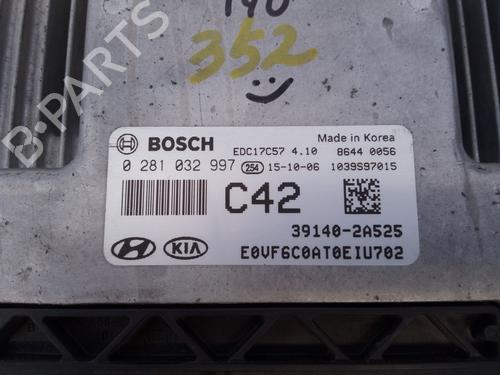 140
352
BOSCH
EDC17C57 4.10
Made in Korea
8644 0056
0 281 032 997
254
15-10-06
1039S97015
C42
39140-2A525
KIA
E0VF6C0AT0EIU702
B-PARTS